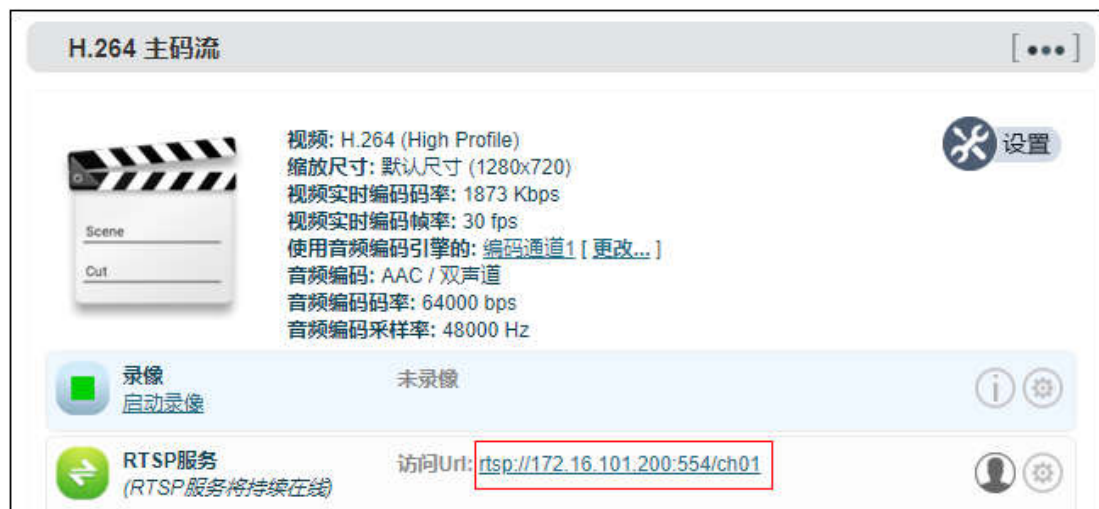 H.264 主码流
[•••]
视频: H.264 (High Profile)
设置
缩放尺寸: 默认尺寸 (1280x720)
视频实时编码码率: 1873 Kbps
视频实时编码帧率: 30 fps
Scene
使用音频编码引擎的: 编码通道1 [ 更改... ]
Cut
音频编码: AAC / 双声道
音频编码码率: 64000 bps
音频编码采样率: 48000 Hz
录像
未录像
启动录像
RTSP服务
访问Url: rtsp://172.16.101.200:554/ch01
(RTSP服务将持续在线)